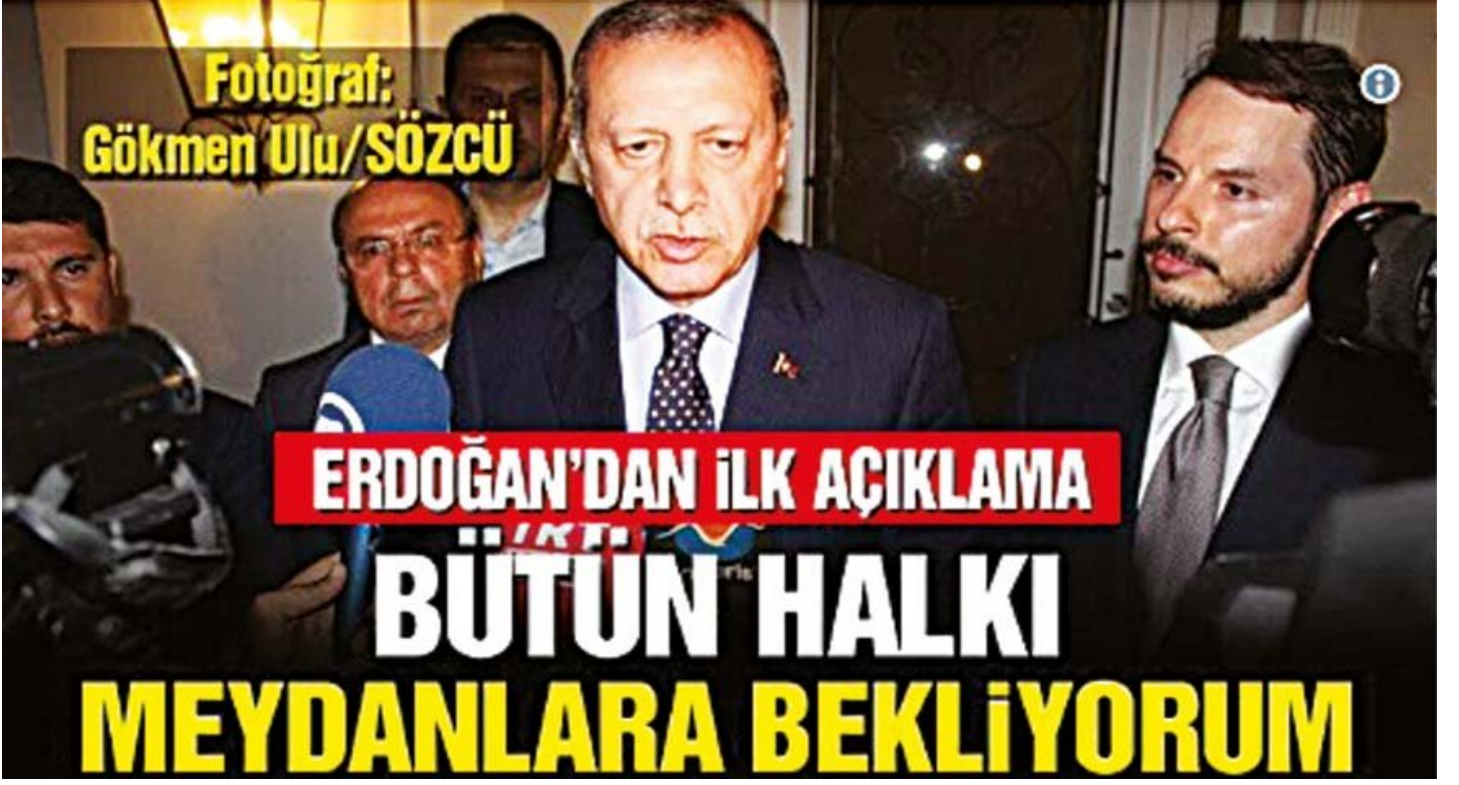 Fotoğraf:
Gökmen Ulu/SÖZCÜ
ERDOĞAN'DAN İLK AÇIKLAMA
BÜTÜN HALKI
MEYDANLARA BEKLİYORUM